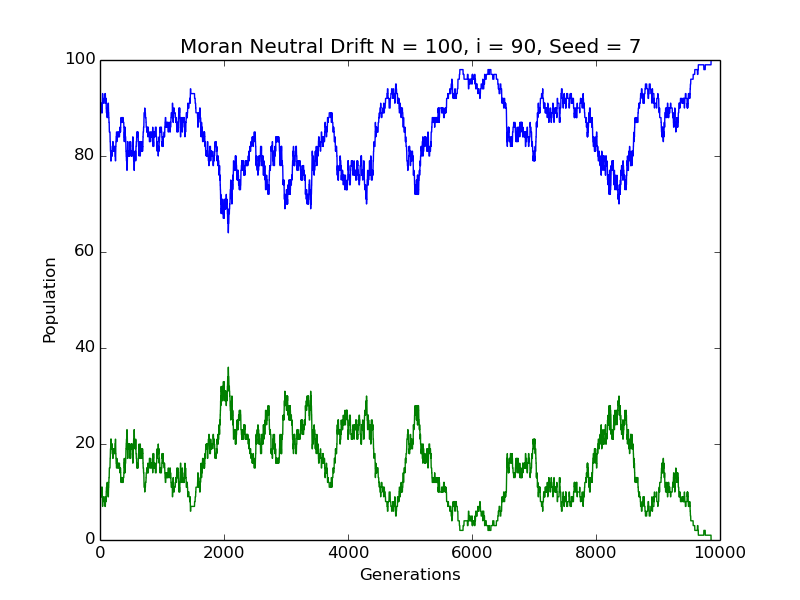 Moran Neutral Drift N = 100, i = 90, Seed = 7
100
80
60
40
20
0
Population
0 2000 4000 6000 8000 10000
Generations